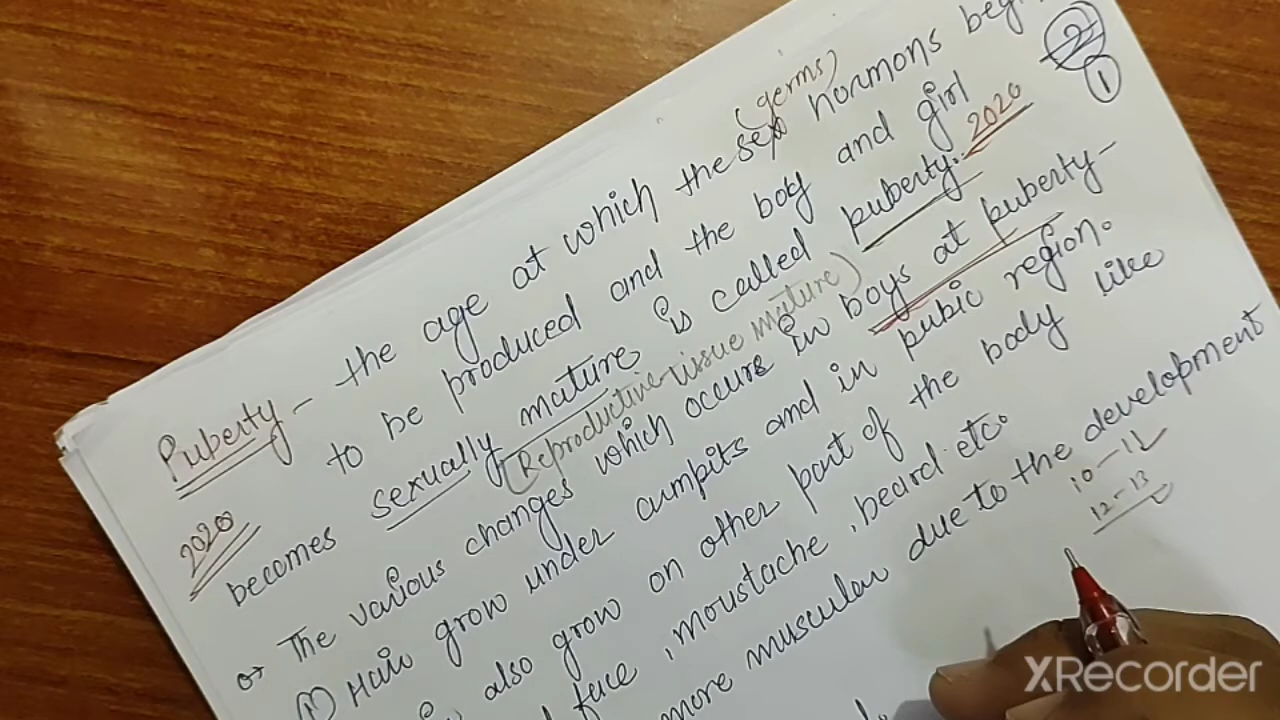 2
1
(germs)
Puberty - the age at which the sex hormons
to be produced and the boy and girl
2020
becomes sexually mature is called puberty. 2020
(Reproductive tissue mature)
The various changes which occurs in boys at puberty-
Hair grow under armpits and in pubic region.
also grow on other part of the body like
face, moustache, beard etc.
more muscular due to the development
10-12
12-13
XRecorder